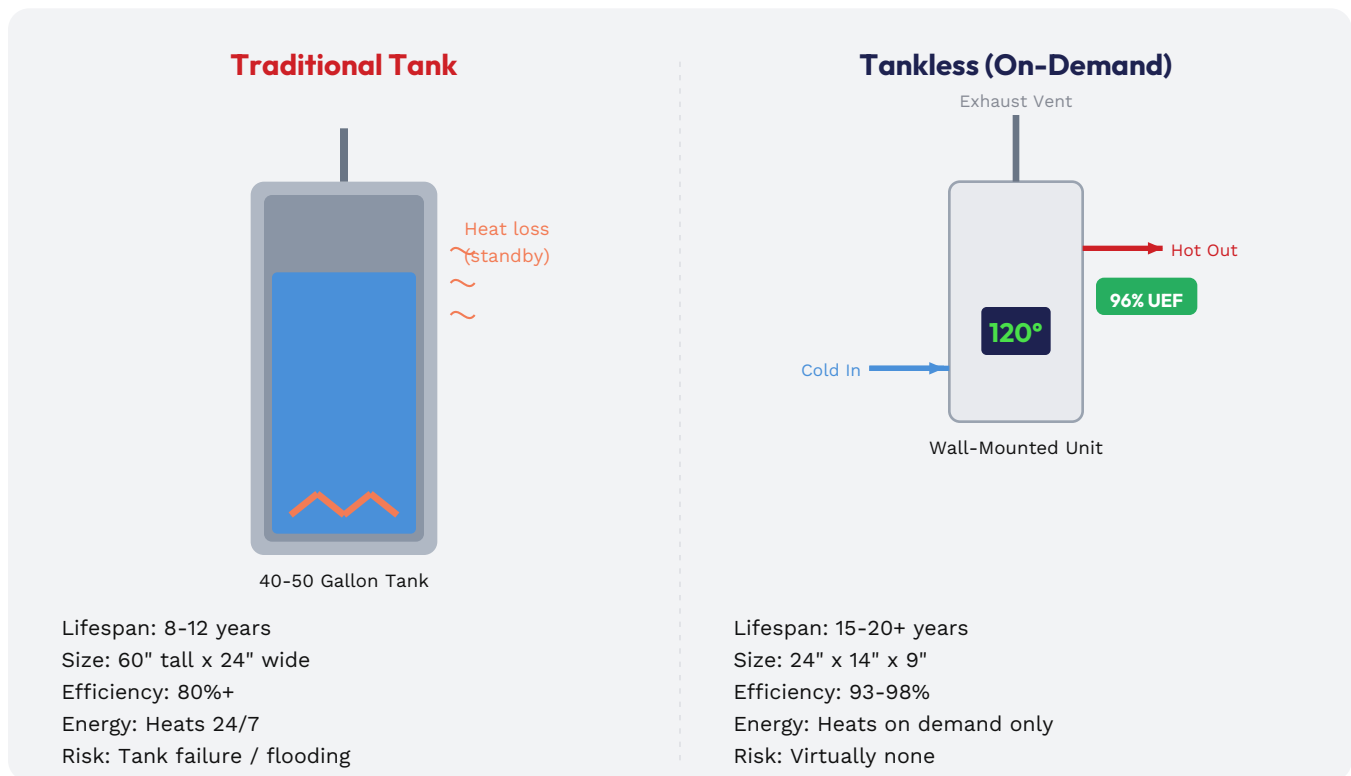 Traditional Tank
Heat loss
(standby)
40-50 Gallon Tank
Lifespan: 8-12 years
Size: 60" tall x 24" wide
Efficiency: 80%+
Energy: Heats 24/7
Risk: Tank failure / flooding
Tankless (On-Demand)
Exhaust Vent
Hot Out
96% UEF
120°
Cold In
Wall-Mounted Unit
Lifespan: 15-20+ years
Size: 24" x 14" x 9"
Efficiency: 93-98%
Energy: Heats on demand only
Risk: Virtually none